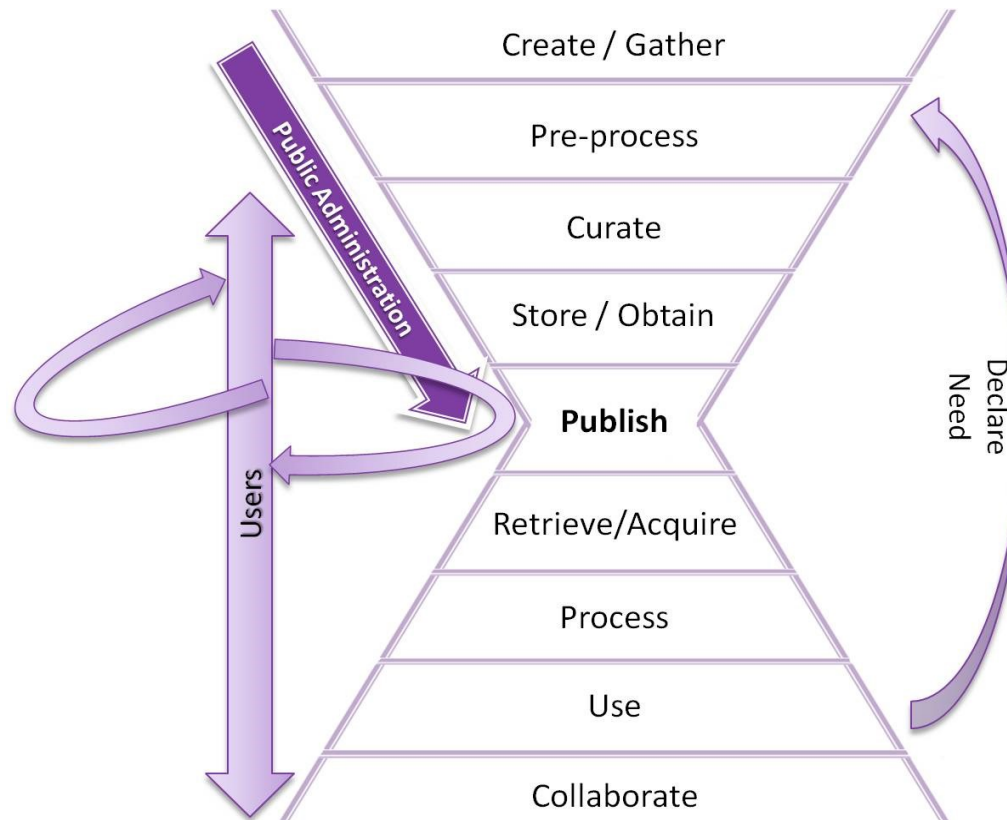 Create / Gather
Pre-process
Public Administration
Curate
Store / Obtain
Publish
Declare
Need
Users
Retrieve/Acquire
Process
Use
Collaborate